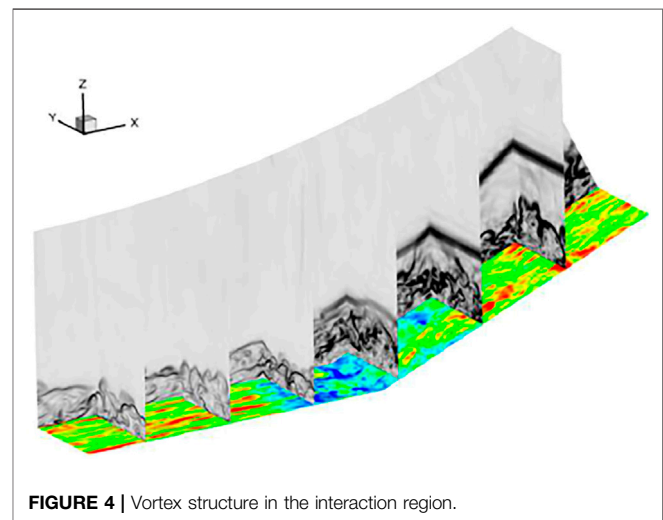 Z
Y
X
FIGURE 4 | Vortex structure in the interaction region.